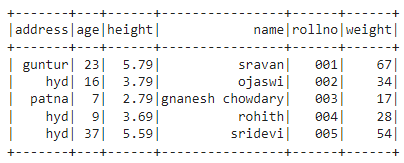 +-------+---+------+----------------+------+------+
|address|age|height|            name|rollno|weight|
+-------+---+------+----------------+------+------+
| guntur| 23|  5.79|          sravan|   001|    67|
|    hyd| 16|  3.79|          ojaswi|   002|    34|
|  patna|  7|  2.79|gnanesh chowdary|   003|    17|
|    hyd|  9|  3.69|          rohith|   004|    28|
|    hyd| 37|  5.59|         sridevi|   005|    54|
+-------+---+------+----------------+------+------+